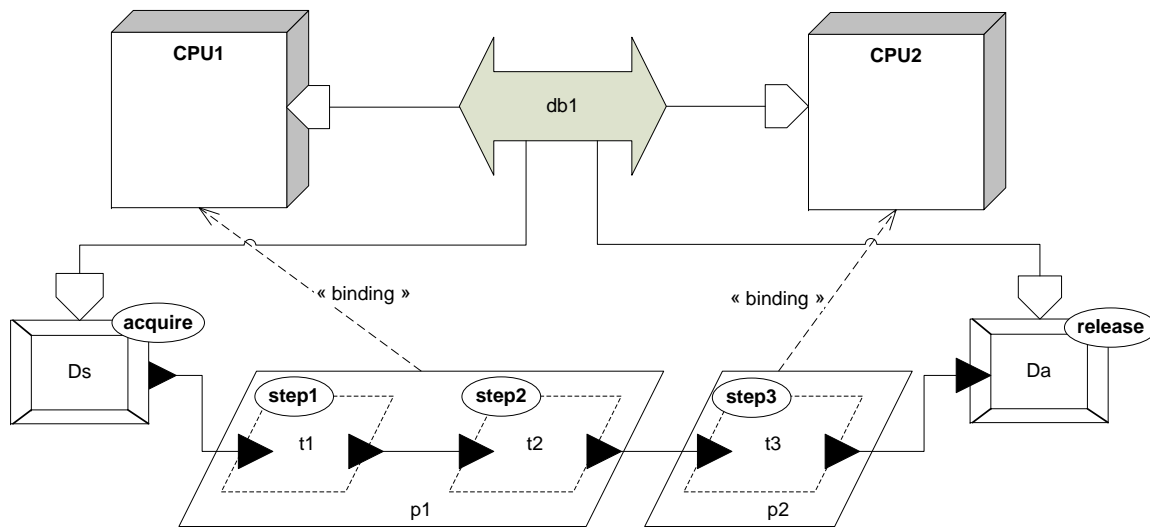 CPU1
CPU2
db1
« binding »
« binding »
acquire
release
Ds
Da
step1
step2
step3
t1
t2
t3
p1
p2